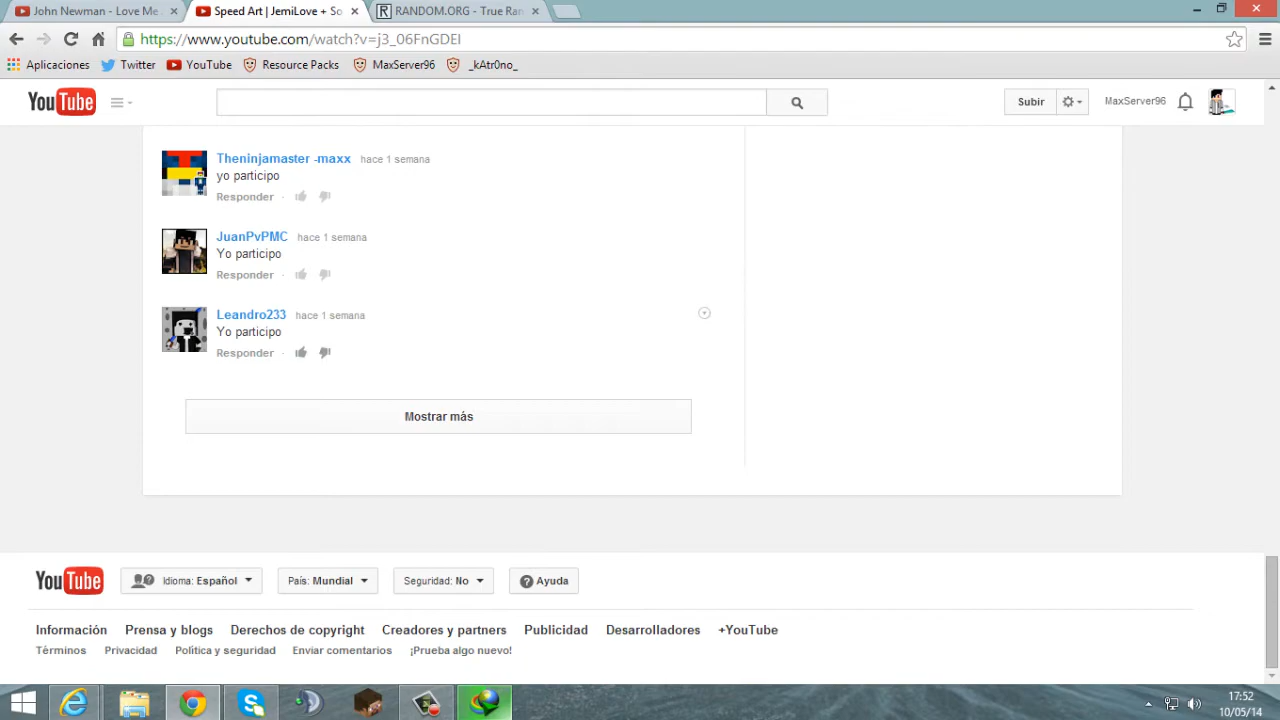 John Newman - Love Me
Speed Art | JemiLove + So
RANDOM.ORG - True Ran
https://www.youtube.com/watch?v=j3_06FnGDEI
Aplicaciones Twitter YouTube Resource Packs MaxServer96 _kAtr0no_
YouTube Subir MaxServer96
Theninjamaster -maxx hace 1 semana
yo participo
Responder
JuanPvPMC hace 1 semana
Yo participo
Responder
Leandro233 hace 1 semana
Yo participo
Responder
Mostrar más
YouTube Idioma: Español País: Mundial Seguridad: No Ayuda
Información Prensa y blogs Derechos de copyright Creadores y partners Publicidad Desarrolladores +YouTube
Términos Privacidad Política y seguridad Enviar comentarios ¡Prueba algo nuevo!
17:52
10/05/14